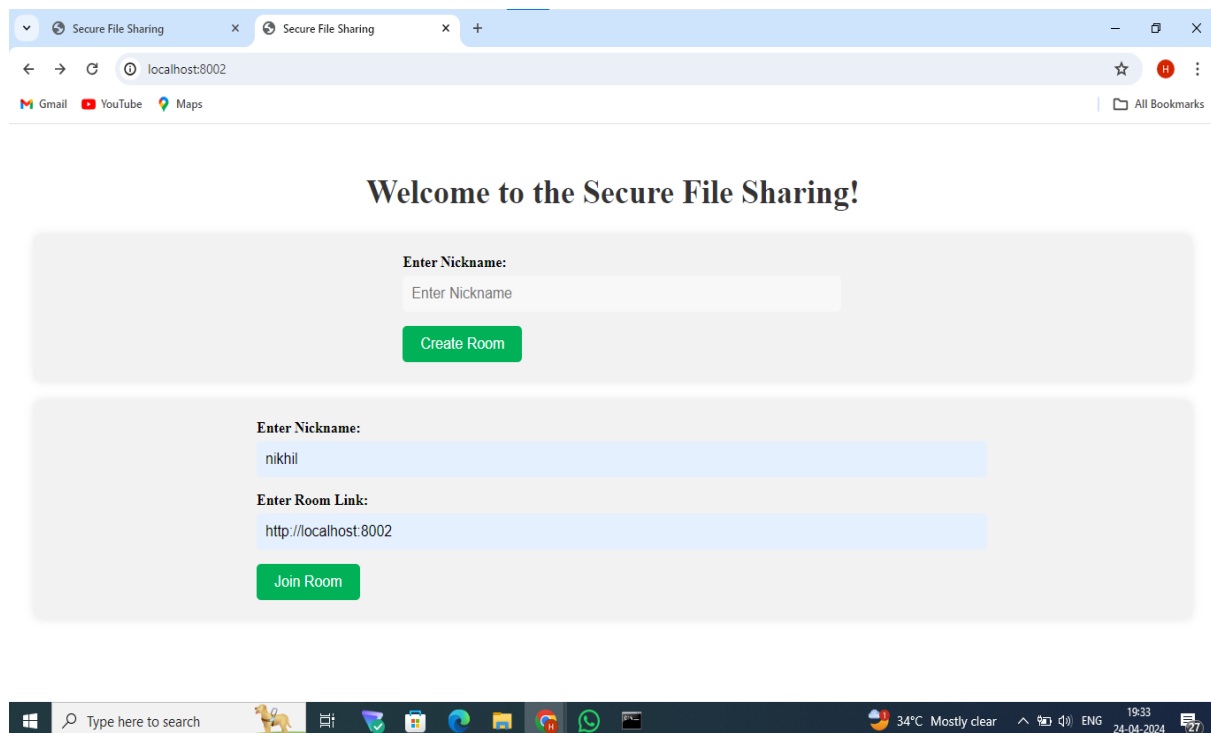 Secure File Sharing
Secure File Sharing
localhost:8002
H
Gmail YouTube Maps
All Bookmarks
Welcome to the Secure File Sharing!
Enter Nickname:
Enter Nickname
Create Room
Enter Nickname:
nikhil
Enter Room Link:
http://localhost:8002
Join Room
Type here to search
34°C Mostly clear
ENG
19:33
24-04-2024
27